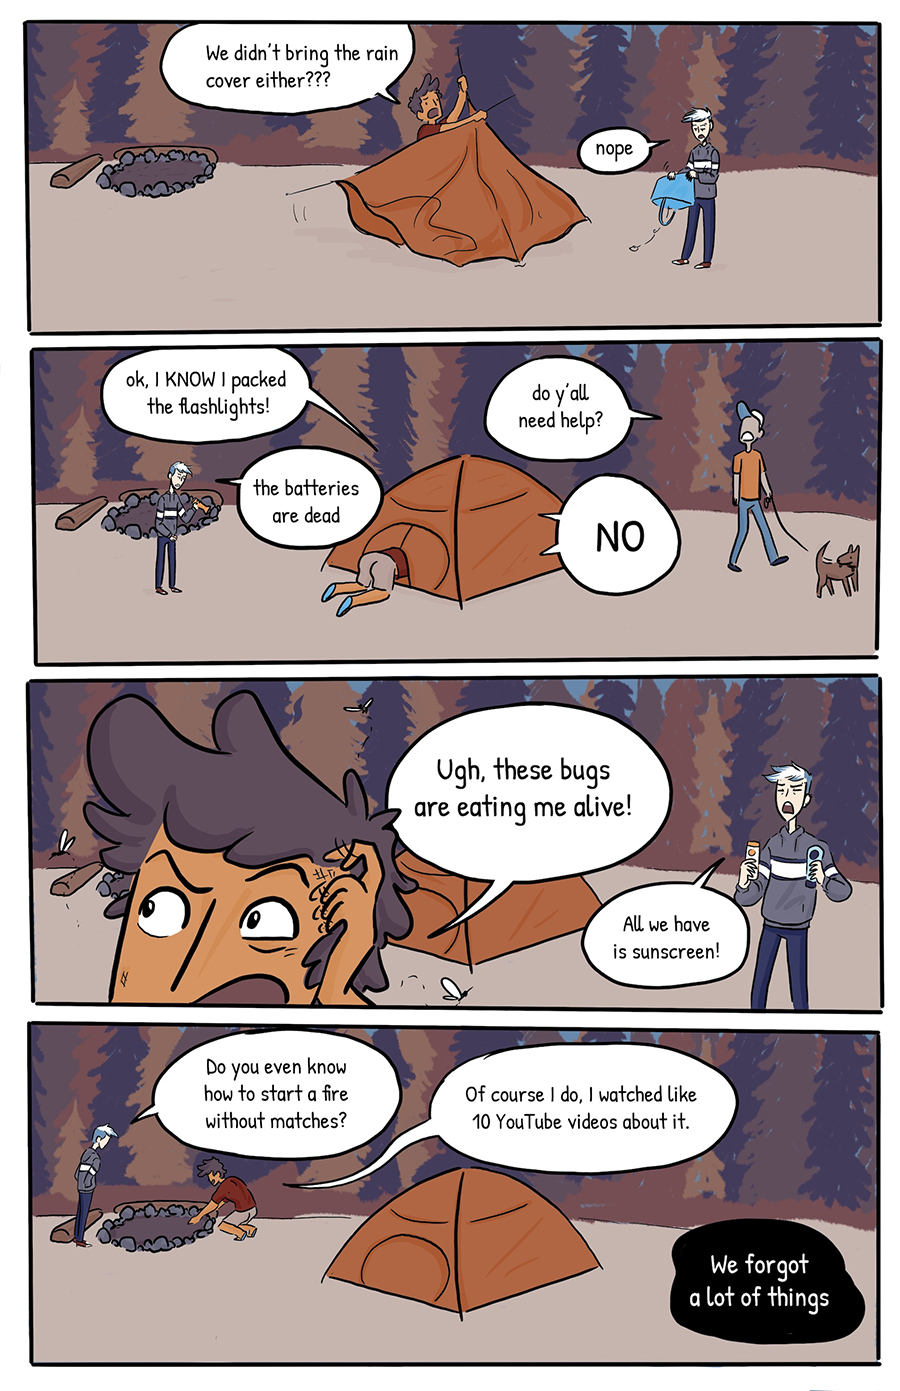 We didn't bring the rain
cover either???
nope
ok, I KNOW I packed
the flashlights!
the batteries
are dead
do y'all
need help?
NO
Ugh, these bugs
are eating me alive!
All we have
is sunscreen!
Do you even know
how to start a fire
without matches?
Of course I do, I watched like
10 YouTube videos about it.
We forgot
a lot of things